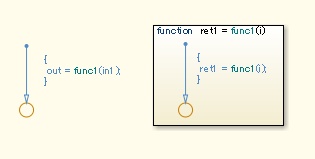 {
out = func1(in1);
}
function ret1 = func1(i)
{
ret1 = func1(i);
}